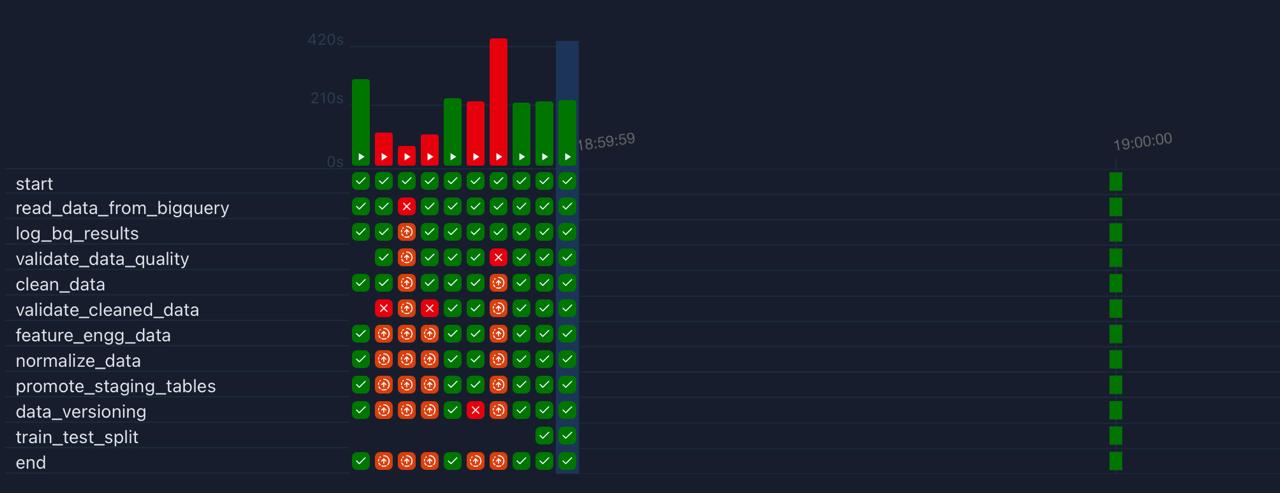 420s
210s
0s
18:59:59
19:00:00
start
read_data_from_bigquery
log_bq_results
validate_data_quality
clean_data
validate_cleaned_data
feature_engg_data
normalize_data
promote_staging_tables
data_versioning
train_test_split
end